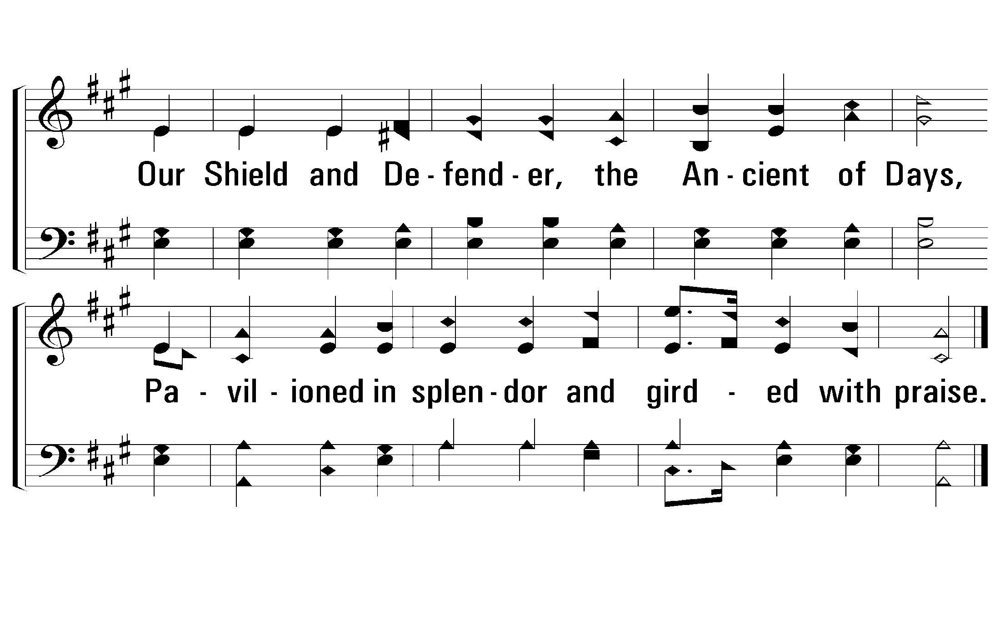 Our Shield and De - fend - er, the An - cient of Days,
Pa - vil - ioned in splen - dor and gird - ed with praise.